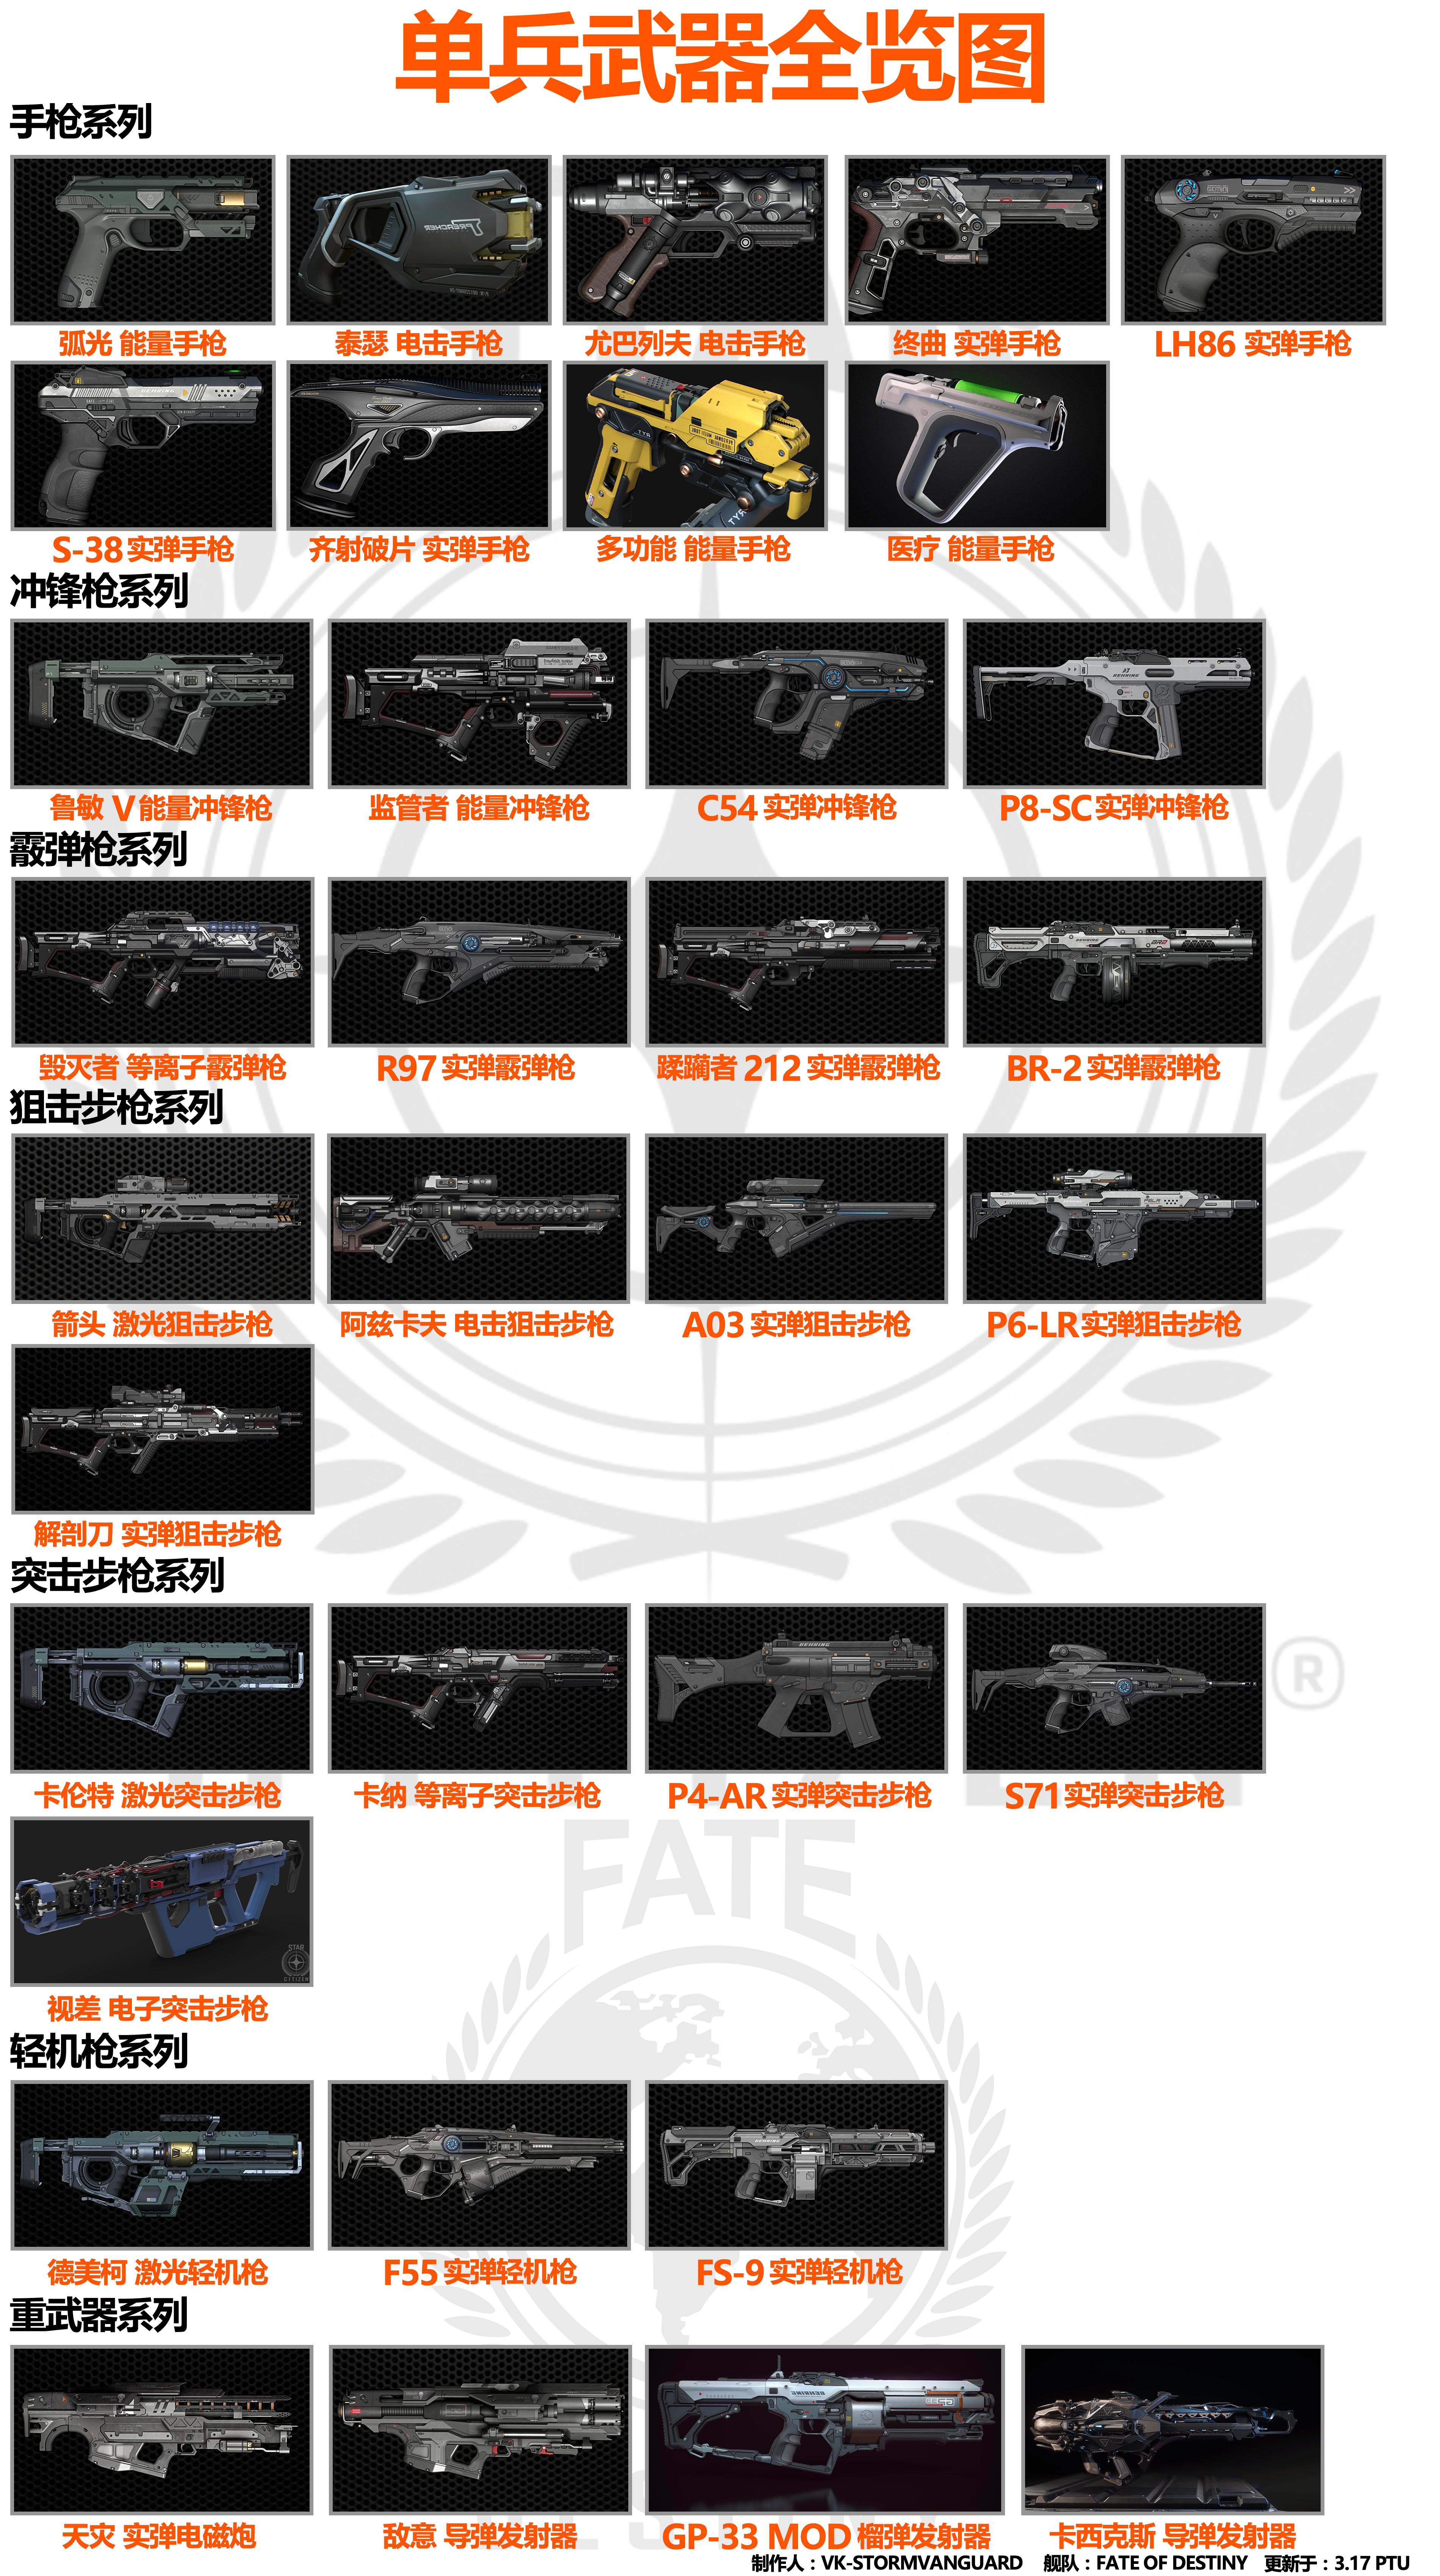 单兵武器全览图
手枪系列
弧光 能量手枪
泰瑟 电击手枪
尤巴列夫 电击手枪
终曲 实弹手枪
LH86 实弹手枪
S-38 实弹手枪
齐射破片 实弹手枪
多功能 能量手枪
医疗 能量手枪
冲锋枪系列
鲁敏 V 能量冲锋枪
监管者 能量冲锋枪
C54 实弹冲锋枪
P8-SC 实弹冲锋枪
霰弹枪系列
毁灭者 等离子霰弹枪
R97 实弹霰弹枪
蹂躏者 212 实弹霰弹枪
BR-2 实弹霰弹枪
狙击步枪系列
箭头 激光狙击步枪
阿兹卡夫 电击狙击步枪
A03 实弹狙击步枪
P6-LR 实弹狙击步枪
解剖刀 实弹狙击步枪
突击步枪系列
卡伦特 激光突击步枪
卡纳 等离子突击步枪
P4-AR 实弹突击步枪
S71 实弹突击步枪
®
FATE
STAR
CITIZEN
视差 电子突击步枪
轻机枪系列
德美柯 激光轻机枪
F55 实弹轻机枪
FS-9 实弹轻机枪
重武器系列
天灾 实弹电磁炮
敌意 导弹发射器
GP-33 MOD 榴弹发射器
卡西克斯 导弹发射器
制作人：VK-STORMVANGUARD 舰队：FATE OF DESTINY 更新于：3.17 PTU